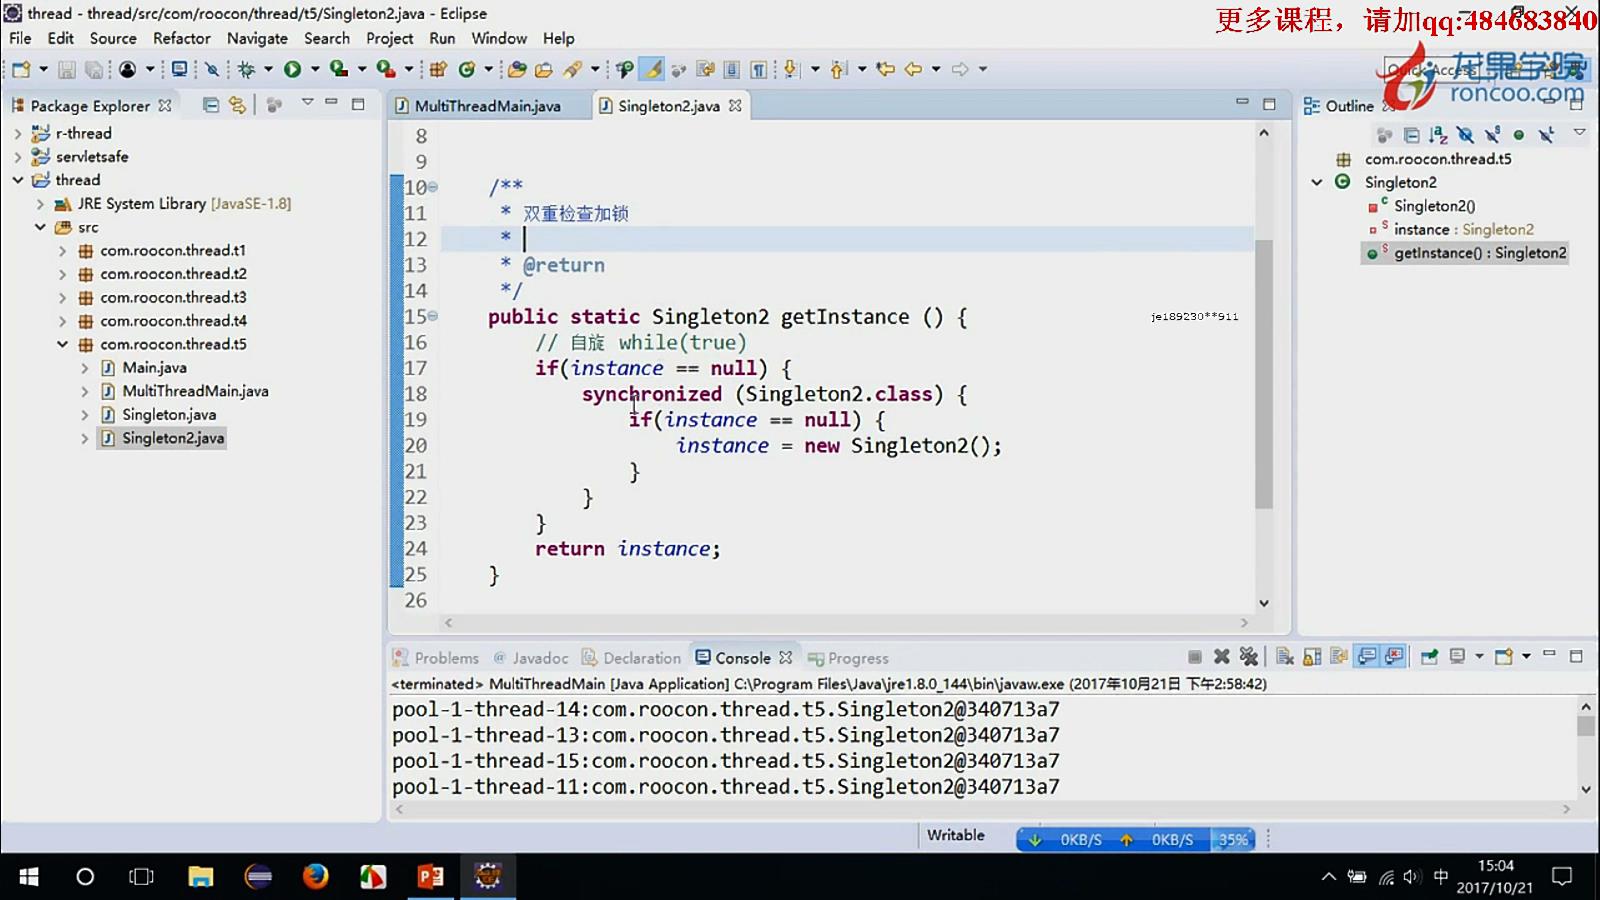 thread - thread/src/com/roocon/thread/t5/Singleton2.java - Eclipse
更多课程，请加qq:484683840
File Edit Source Refactor Navigate Search Project Run Window Help
Quick Access
龙果学院
roncoo.com
Package Explorer
MultiThreadMain.java
Singleton2.java
Outline
r-thread
servletsafe
thread
JRE System Library [JavaSE-1.8]
src
com.roocon.thread.t1
com.roocon.thread.t2
com.roocon.thread.t3
com.roocon.thread.t4
com.roocon.thread.t5
Main.java
MultiThreadMain.java
Singleton.java
Singleton2.java
8
9
10 /**
11 * 双重检查加锁
12 *
13 * @return
14 */
15 public static Singleton2 getInstance () {
16 // 自旋 while(true)
17 if(instance == null) {
18 synchronized (Singleton2.class) {
19 if(instance == null) {
20 instance = new Singleton2();
21 }
22 }
23 }
24 return instance;
25 }
26
je189230**911
com.roocon.thread.t5
Singleton2
Singleton2()
instance : Singleton2
getInstance() : Singleton2
Problems @ Javadoc Declaration Console Progress
<terminated> MultiThreadMain [Java Application] C:\Program Files\Java\jre1.8.0_144\bin\javaw.exe (2017年10月21日 下午2:58:42)
pool-1-thread-14:com.roocon.thread.t5.Singleton2@340713a7
pool-1-thread-13:com.roocon.thread.t5.Singleton2@340713a7
pool-1-thread-15:com.roocon.thread.t5.Singleton2@340713a7
pool-1-thread-11:com.roocon.thread.t5.Singleton2@340713a7
Writable
0KB/S 0KB/S 35%
中
15:04
2017/10/21